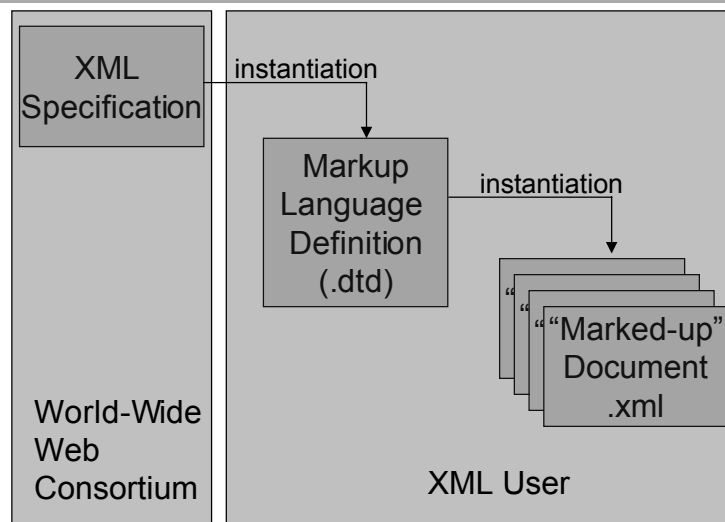 XML
Specification
instantiation
Markup
Language
Definition
(.dtd)
instantiation
“
“
“
“Marked-up”
Document
.xml
World-Wide
Web
Consortium
XML User